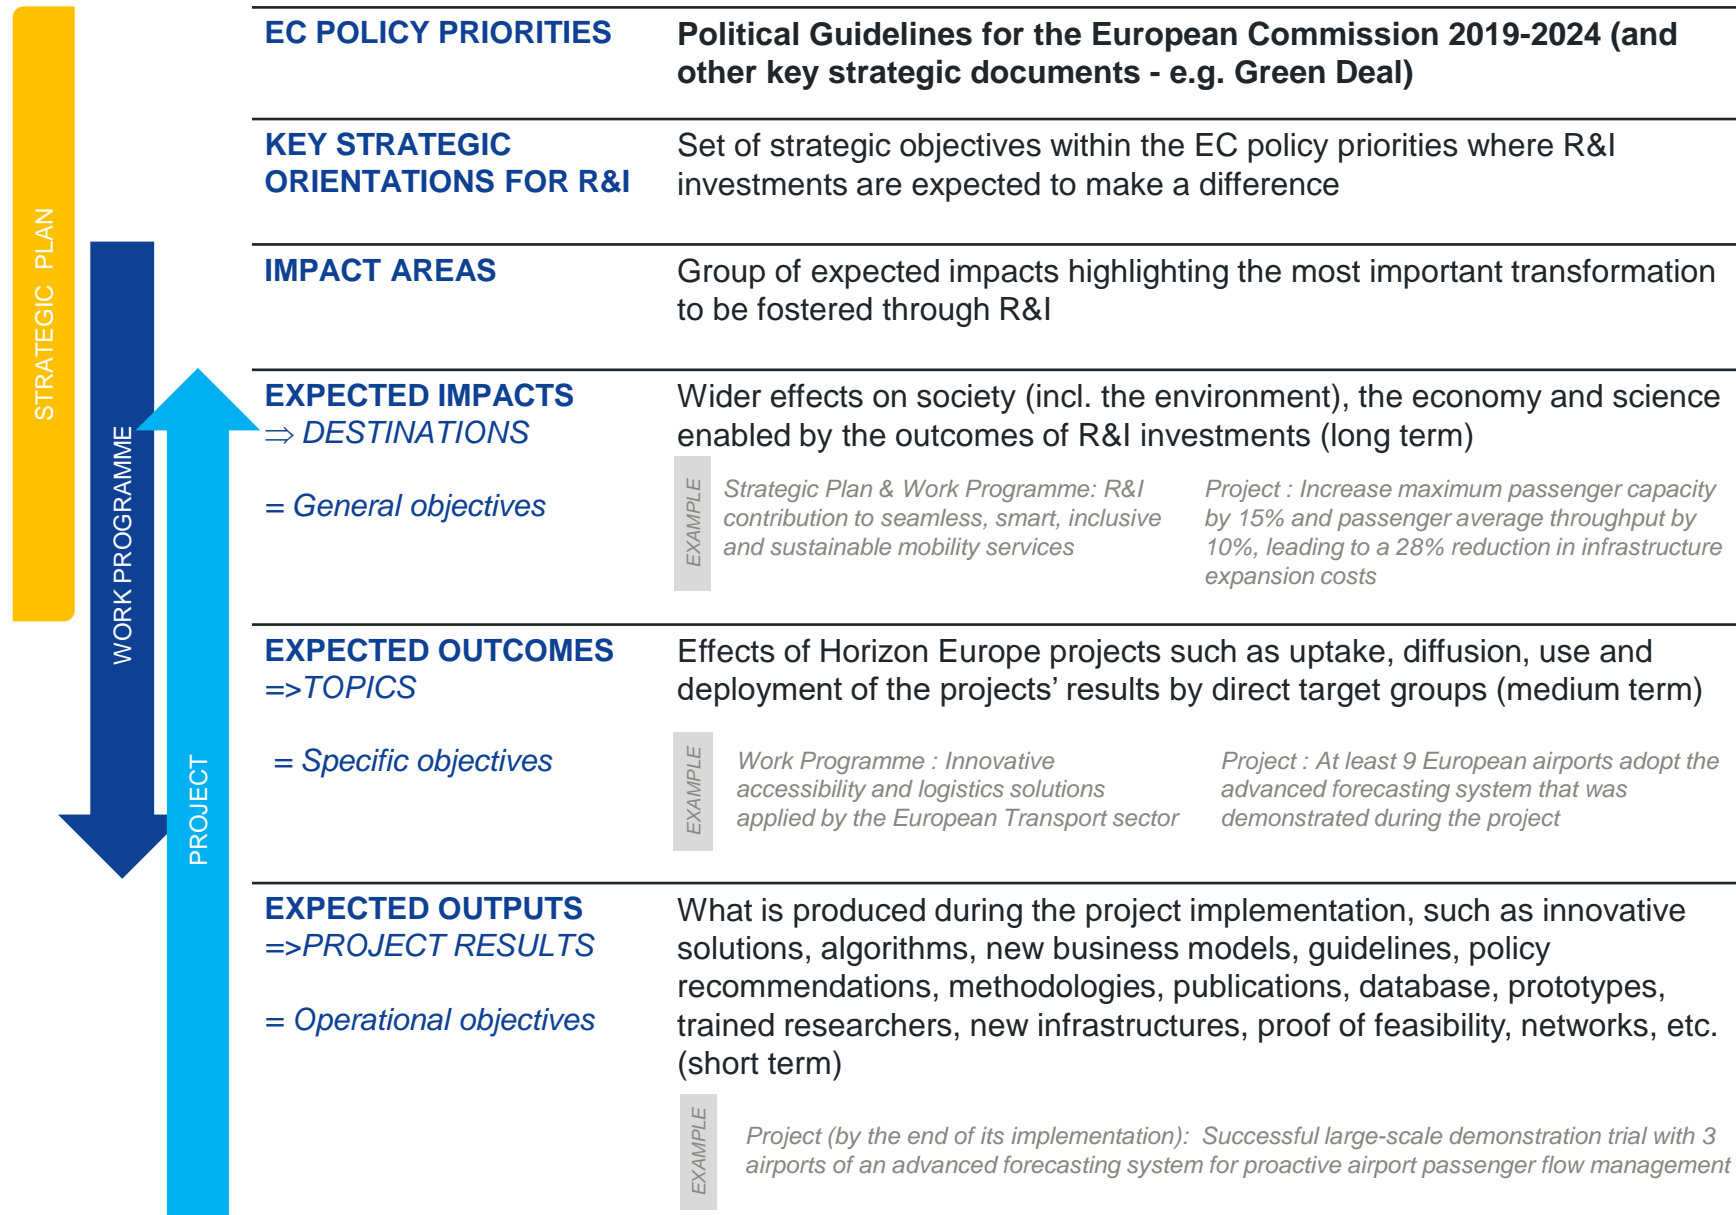 STRATEGIC PLAN
WORK PROGRAMME
PROJECT
EC POLICY PRIORITIES
Political Guidelines for the European Commission 2019-2024 (and
other key strategic documents - e.g. Green Deal)
KEY STRATEGIC
ORIENTATIONS FOR R&I
Set of strategic objectives within the EC policy priorities where R&I
investments are expected to make a difference
IMPACT AREAS
Group of expected impacts highlighting the most important transformation
to be fostered through R&I
EXPECTED IMPACTS
⇒ DESTINATIONS
= General objectives
Wider effects on society (incl. the environment), the economy and science
enabled by the outcomes of R&I investments (long term)
EXAMPLE
Strategic Plan & Work Programme: R&I
contribution to seamless, smart, inclusive
and sustainable mobility services
Project : Increase maximum passenger capacity
by 15% and passenger average throughput by
10%, leading to a 28% reduction in infrastructure
expansion costs
EXPECTED OUTCOMES
=>TOPICS
= Specific objectives
Effects of Horizon Europe projects such as uptake, diffusion, use and
deployment of the projects’ results by direct target groups (medium term)
EXAMPLE
Work Programme : Innovative
accessibility and logistics solutions
applied by the European Transport sector
Project : At least 9 European airports adopt the
advanced forecasting system that was
demonstrated during the project
EXPECTED OUTPUTS
=>PROJECT RESULTS
= Operational objectives
What is produced during the project implementation, such as innovative
solutions, algorithms, new business models, guidelines, policy
recommendations, methodologies, publications, database, prototypes,
trained researchers, new infrastructures, proof of feasibility, networks, etc.
(short term)
EXAMPLE
Project (by the end of its implementation): Successful large-scale demonstration trial with 3
airports of an advanced forecasting system for proactive airport passenger flow management